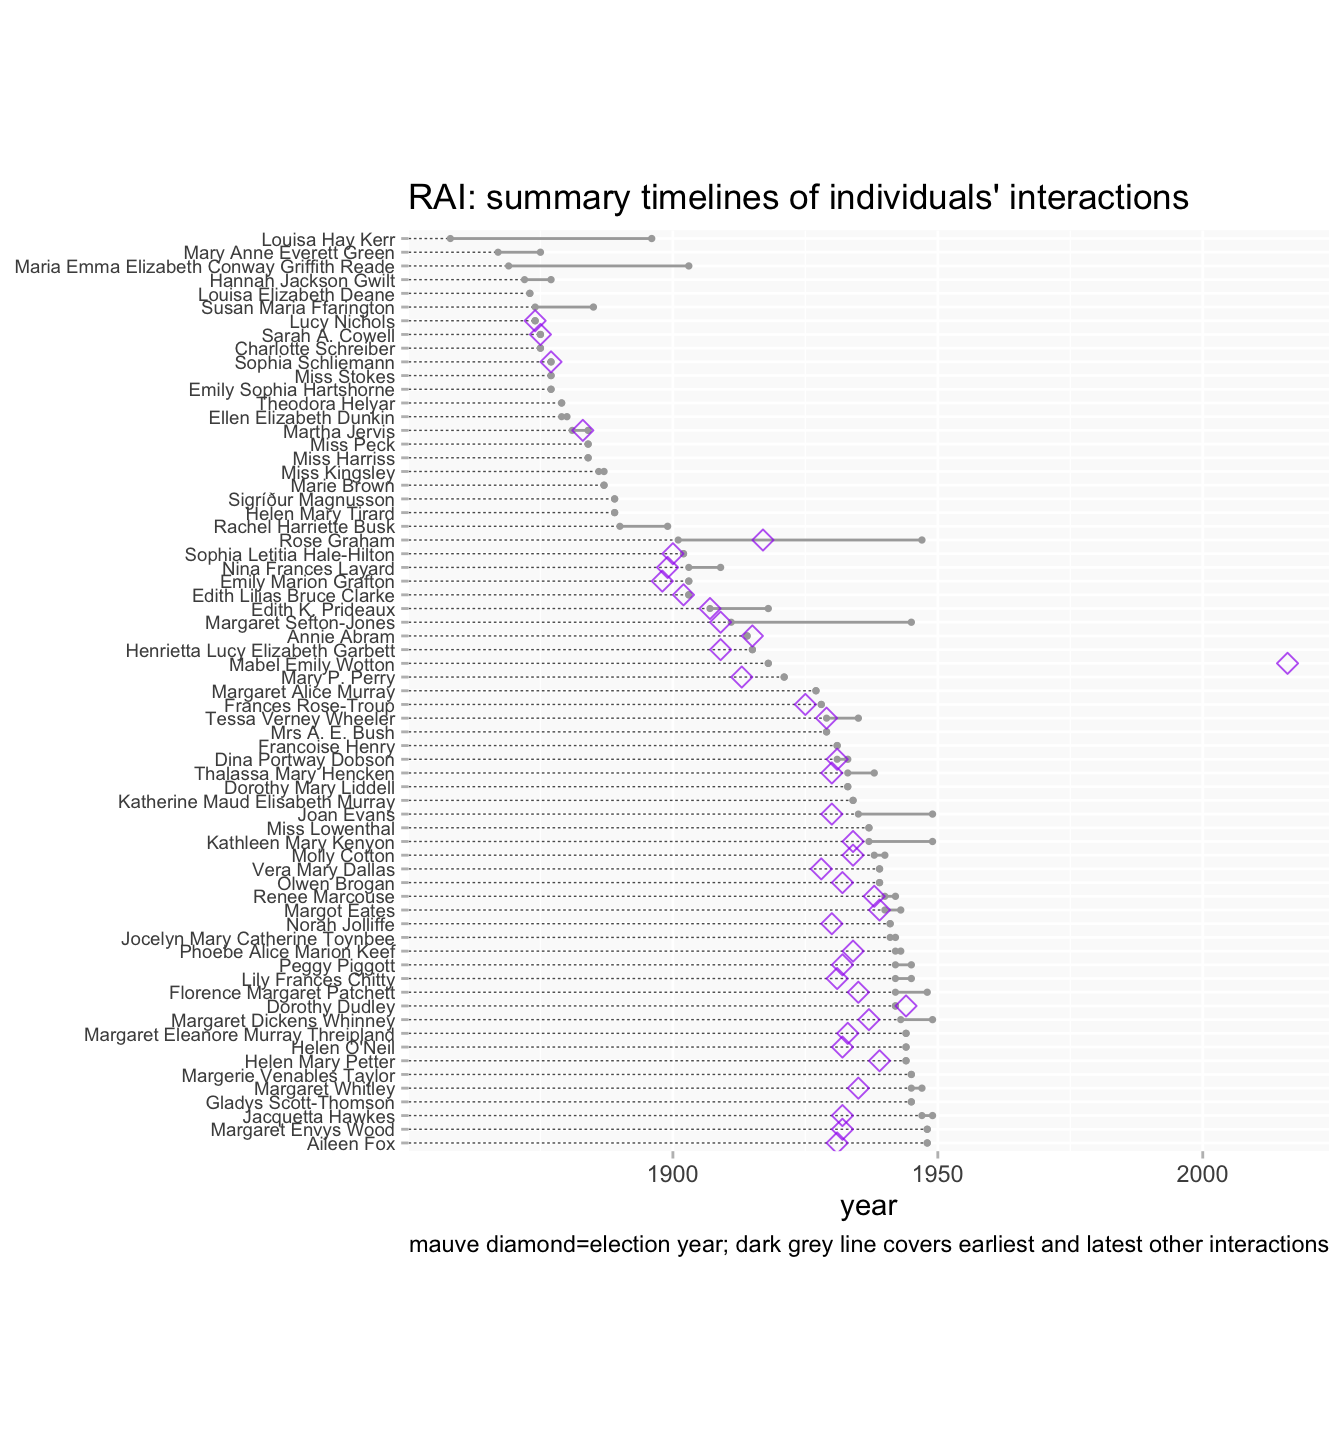 RAI: summary timelines of individuals' interactions
Louisa Hay Kerr
Mary Anne Everett Green
Maria Emma Elizabeth Conway Griffith Reade
Hannah Jackson Gwilt
Louisa Elizabeth Deane
Susan Maria Ffarington
Lucy Nichols
Sarah A. Cowell
Charlotte Schreiber
Sophia Schliemann
Miss Stokes
Emily Sophia Hartshorne
Theodora Helyar
Ellen Elizabeth Dunkin
Martha Jervis
Miss Peck
Miss Harriss
Miss Kingsley
Marie Brown
Sigríður Magnusson
Helen Mary Tirard
Rachel Harriette Busk
Rose Graham
Sophia Letitia Hale-Hilton
Nina Frances Layard
Emily Marion Grafton
Edith Lilias Bruce Clarke
Edith K. Prideaux
Margaret Sefton-Jones
Annie Abram
Henrietta Lucy Elizabeth Garbett
Mabel Emily Wotton
Mary P. Perry
Margaret Alice Murray
Frances Rose-Troup
Tessa Verney Wheeler
Mrs A. E. Bush
Francoise Henry
Dina Portway Dobson
Thalassa Mary Hencken
Dorothy Mary Liddell
Katherine Maud Elisabeth Murray
Joan Evans
Miss Lowenthal
Kathleen Mary Kenyon
Molly Cotton
Vera Mary Dallas
Olwen Brogan
Renee Marcouse
Margot Eates
Norah Jolliffe
Jocelyn Mary Catherine Toynbee
Phoebe Alice Marion Keef
Peggy Piggott
Lily Frances Chitty
Florence Margaret Patchett
Dorothy Dudley
Margaret Dickens Whinney
Margaret Eleanore Murray Threipland
Helen O'Neil
Helen Mary Petter
Margerie Venables Taylor
Margaret Whitley
Gladys Scott-Thomson
Jacquetta Hawkes
Margaret Envys Wood
Aileen Fox
1900 1950 2000
year
mauve diamond=election year; dark grey line covers earliest and latest other interactions